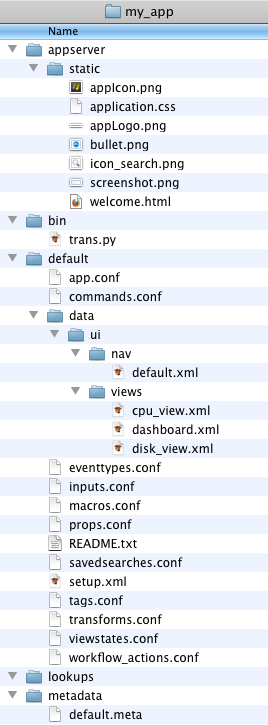 my_app
Name
appserver
static
appIcon.png
application.css
appLogo.png
bullet.png
icon_search.png
screenshot.png
welcome.html
bin
trans.py
default
app.conf
commands.conf
data
ui
nav
default.xml
views
cpu_view.xml
dashboard.xml
disk_view.xml
eventtypes.conf
inputs.conf
macros.conf
props.conf
README.txt
savedsearches.conf
setup.xml
tags.conf
transforms.conf
viewstates.conf
workflow_actions.conf
lookups
metadata
default.meta